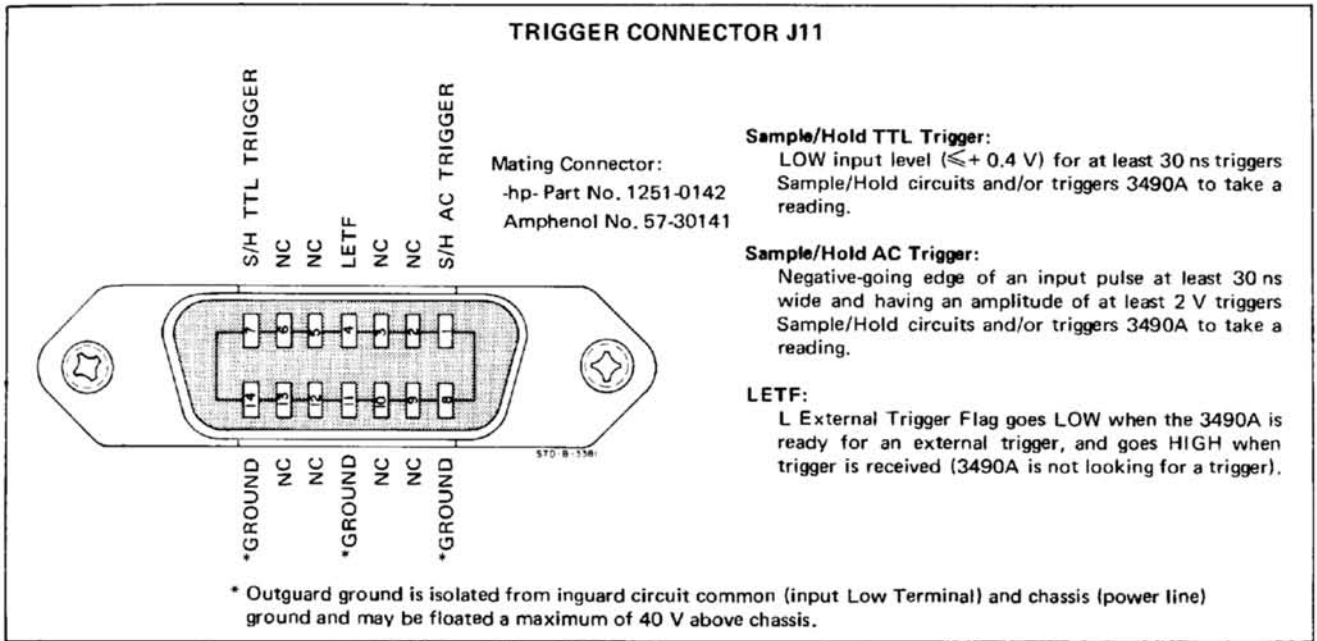 TRIGGER CONNECTOR J11
S/H TTL TRIGGER
NC
NC
LETF
NC
NC
S/H AC TRIGGER
Mating Connector:
-hp- Part No. 1251-0142
Amphenol No. 57-30141
7 6 5 4 3 2 1
14 13 12 11 10 9 8
STD-B-3381
*GROUND
NC
NC
*GROUND
NC
NC
*GROUND
Sample/Hold TTL Trigger:
LOW input level (≤+ 0.4 V) for at least 30 ns triggers
Sample/Hold circuits and/or triggers 3490A to take a
reading.
Sample/Hold AC Trigger:
Negative-going edge of an input pulse at least 30 ns
wide and having an amplitude of at least 2 V triggers
Sample/Hold circuits and/or triggers 3490A to take a
reading.
LETF:
L External Trigger Flag goes LOW when the 3490A is
ready for an external trigger, and goes HIGH when
trigger is received (3490A is not looking for a trigger).
* Outguard ground is isolated from inguard circuit common (input Low Terminal) and chassis (power line)
ground and may be floated a maximum of 40 V above chassis.